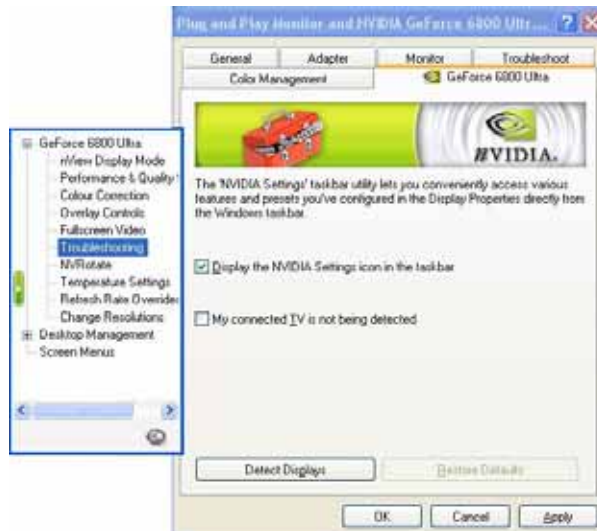 Plug and Play Monitor and NVIDIA GeForce 6800 Ultr...
General Adapter Monitor Troubleshoot
Color Management GeForce 6800 Ultra
GeForce 6800 Ultra
nView Display Mode
Performance & Quality
Colour Correction
Overlay Controls
Fullscreen Video
Troubleshooting
NVRotate
Temperature Settings
Refresh Rate Overrides
Change Resolutions
Desktop Management
Screen Menus
NVIDIA.
The 'NVIDIA Settings' taskbar utility lets you conveniently access various
features and presets you've configured in the Display Properties directly from
the Windows taskbar.
Display the NVIDIA Settings icon in the taskbar
My connected TV is not being detected
Detect Displays Restore Defaults
OK Cancel Apply